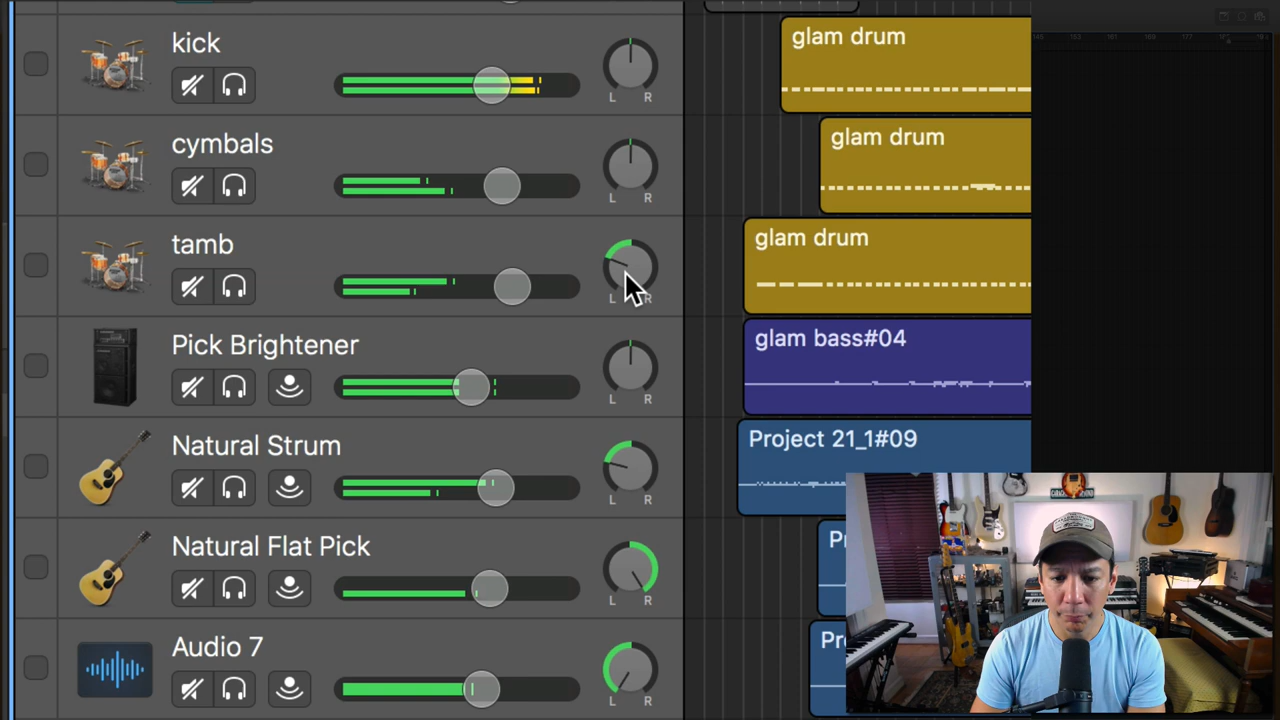 kick
L R
glam drum
cymbals
L R
glam drum
tamb
L R
glam drum
Pick Brightener
L R
glam bass#04
Natural Strum
L R
Project 21_1#09
Natural Flat Pick
L R
Audio 7
L R